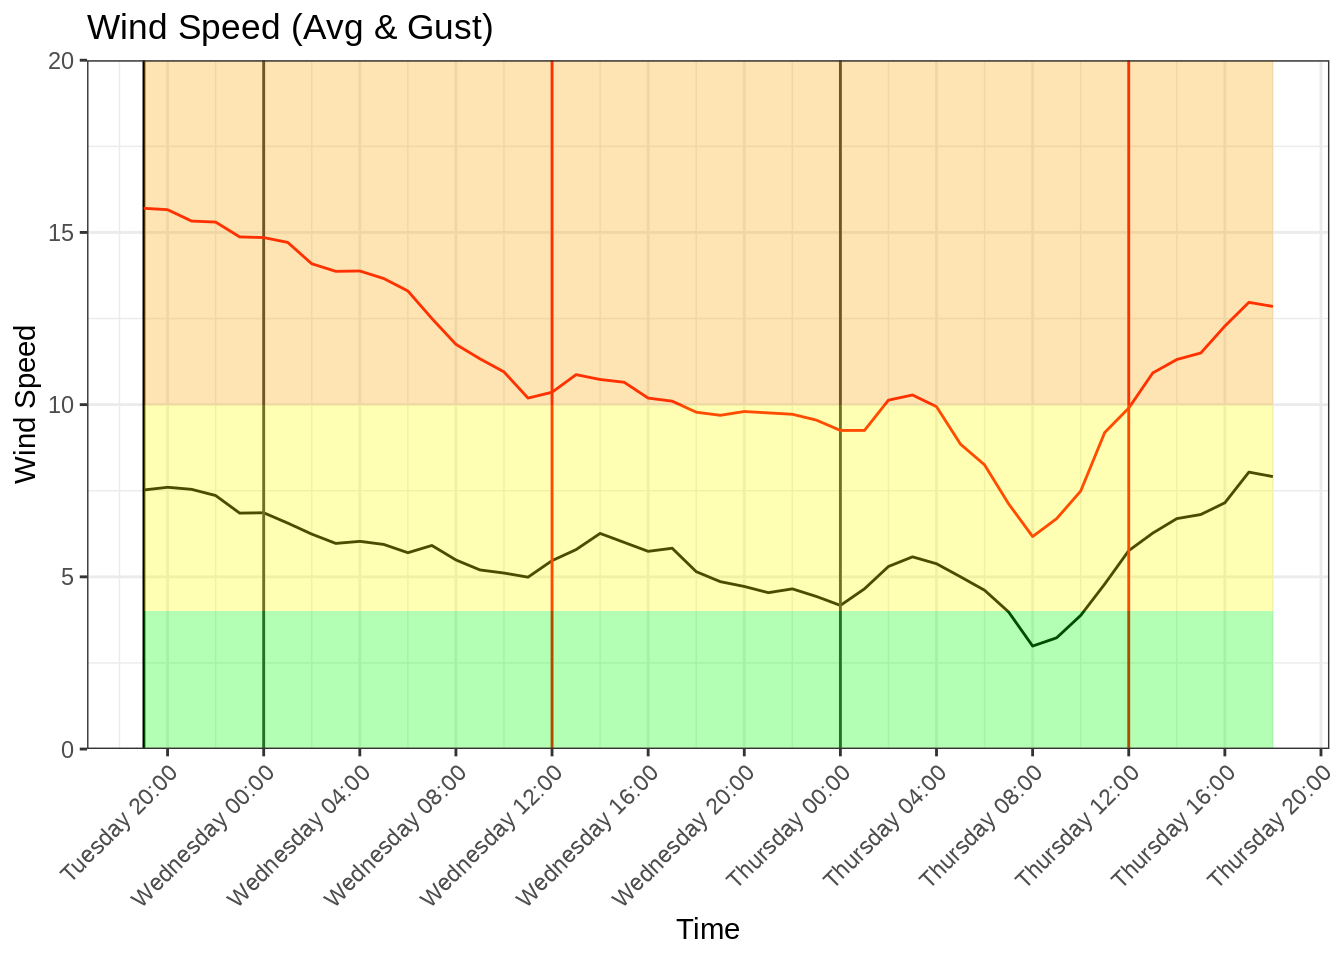 Wind Speed (Avg & Gust)
20
15
10
5
0
Wind Speed
Tuesday 20:00
Wednesday 00:00
Wednesday 04:00
Wednesday 08:00
Wednesday 12:00
Wednesday 16:00
Wednesday 20:00
Thursday 00:00
Thursday 04:00
Thursday 08:00
Thursday 12:00
Thursday 16:00
Thursday 20:00
Time